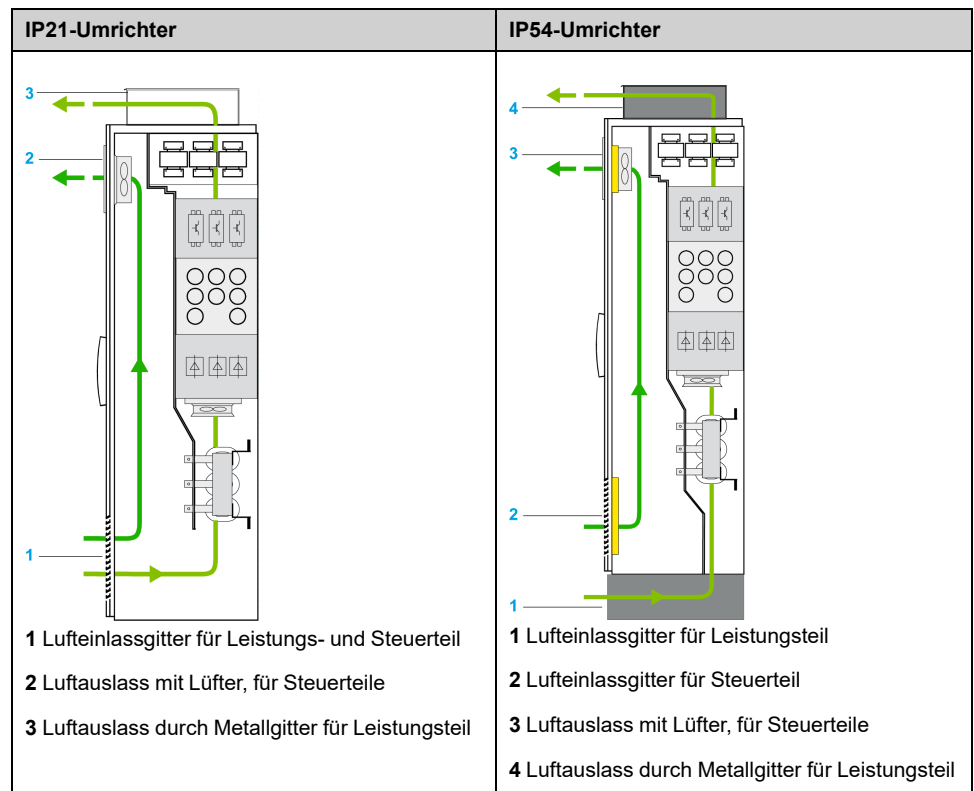 IP21-Umrichter
IP54-Umrichter
3
2
1
4
3
2
1
1 Lufteinlassgitter für Leistungs- und Steuerteil
2 Luftauslass mit Lüfter, für Steuerteile
3 Luftauslass durch Metallgitter für Leistungsteil
1 Lufteinlassgitter für Leistungsteil
2 Lufteinlassgitter für Steuerteil
3 Luftauslass mit Lüfter, für Steuerteile
4 Luftauslass durch Metallgitter für Leistungsteil